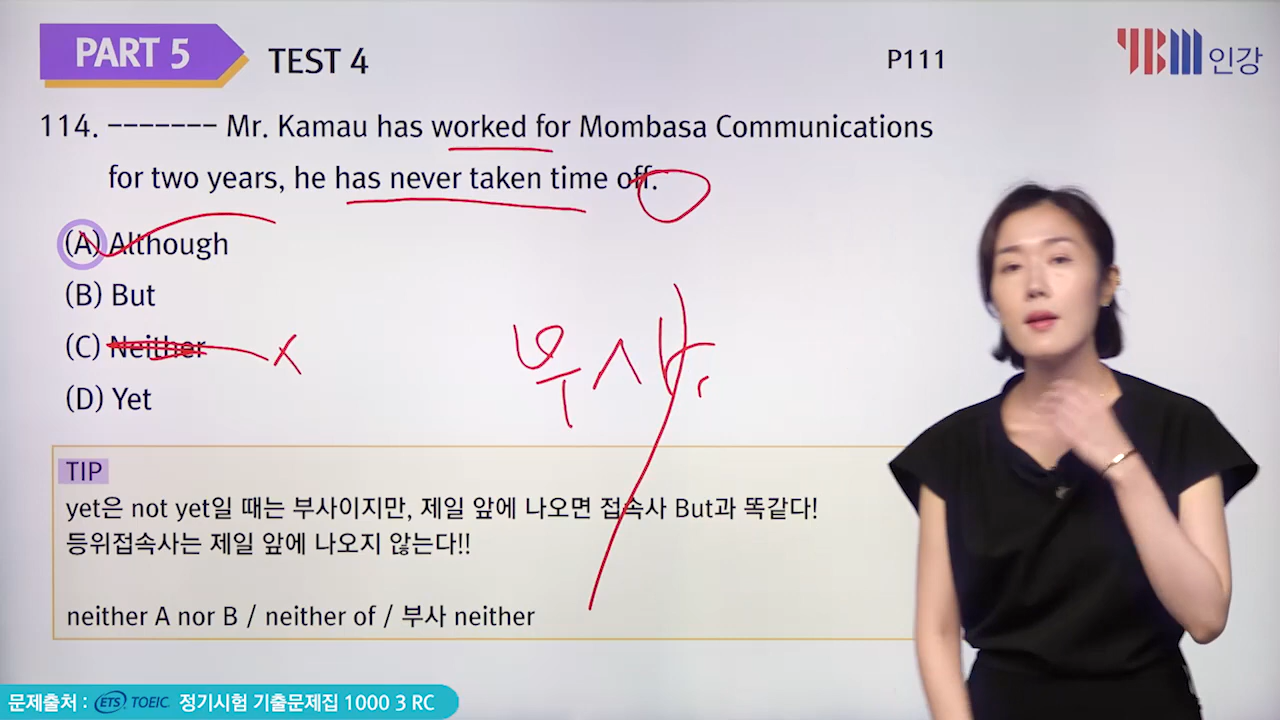 PART 5
TEST 4
P111
YBM 인강
114. ------- Mr. Kamau has worked for Mombasa Communications
for two years, he has never taken time off.
(A) Although
(B) But
(C) Neither
(D) Yet
부사
TIP
yet은 not yet일 때는 부사이지만, 제일 앞에 나오면 접속사 But과 똑같다!
등위접속사는 제일 앞에 나오지 않는다!!
neither A nor B / neither of / 부사 neither
문제출처 : ETS TOEIC 정기시험 기출문제집 1000 3 RC